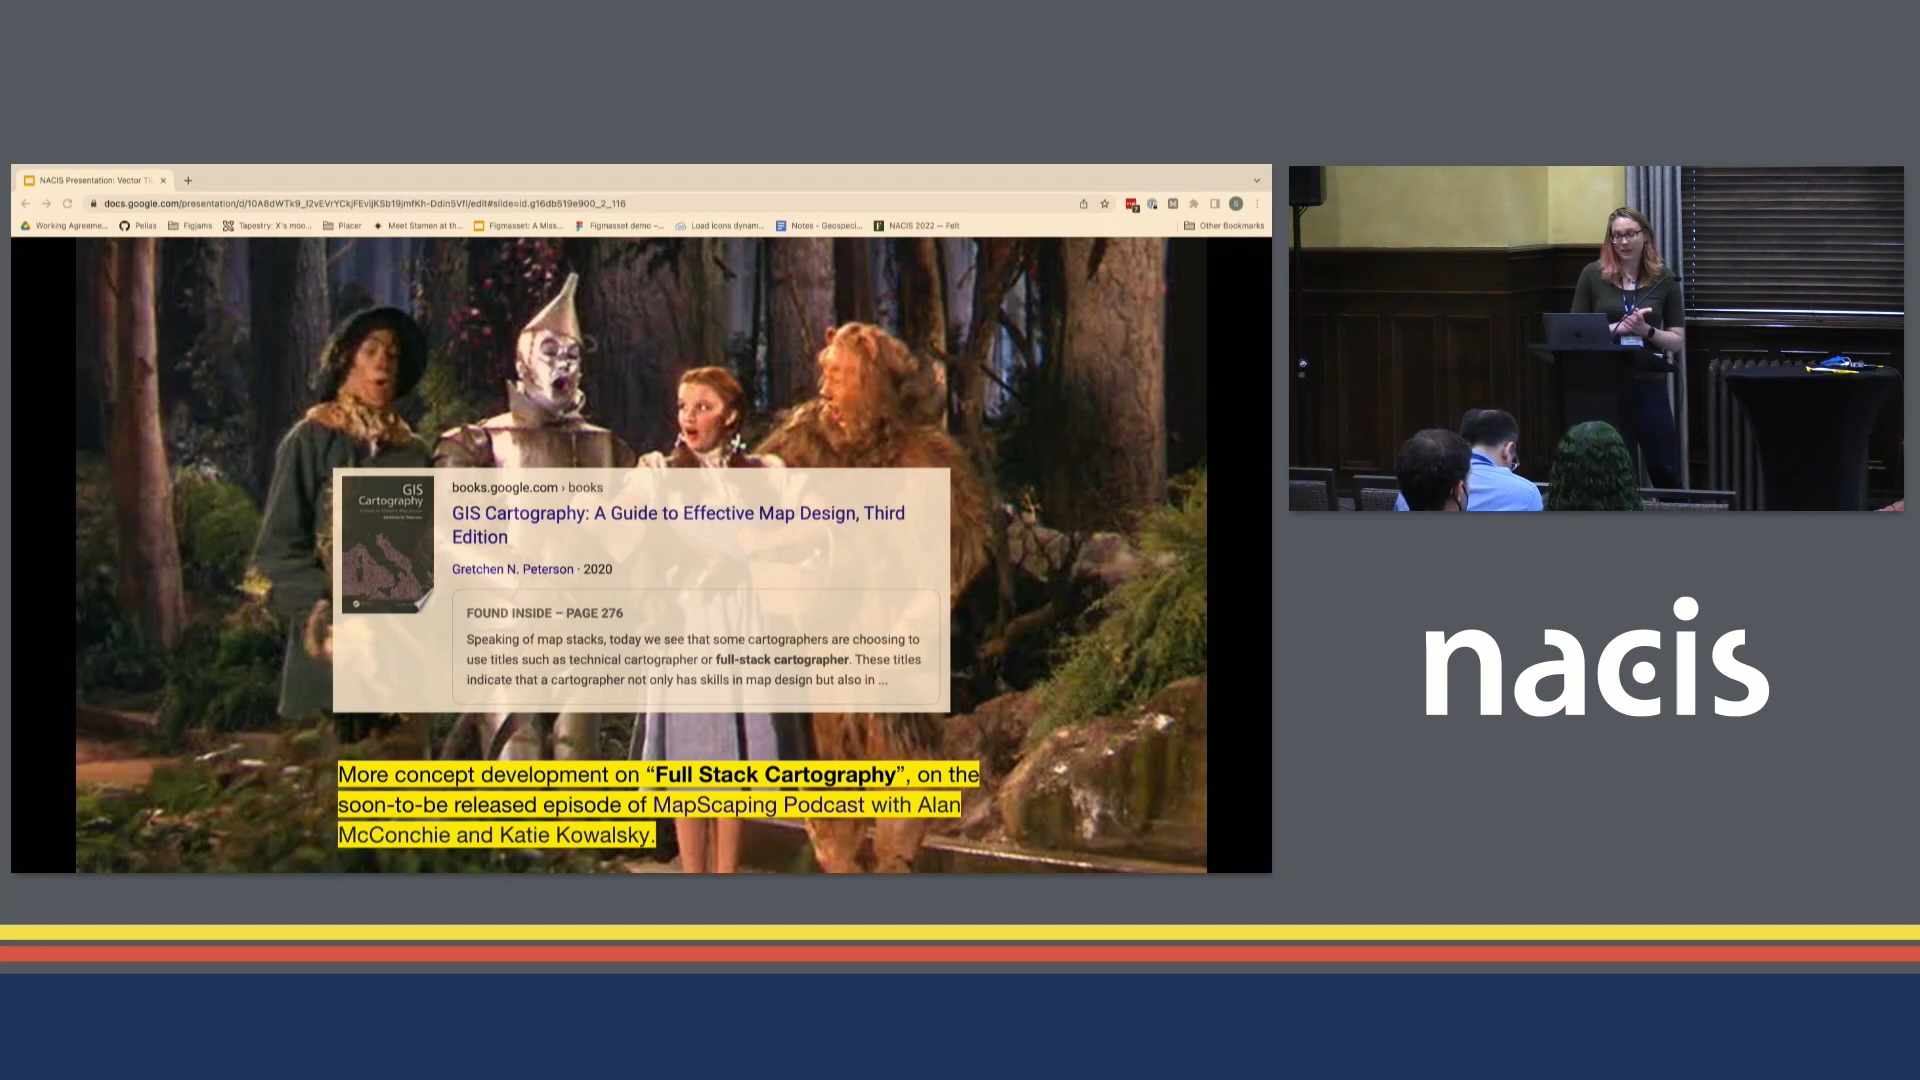 NACIS Presentation: Vector Til
docs.google.com/presentation/d/10A8dWTk9_I2vEVrYCkjFEvijKSb19jmfKh-Ddin5VfI/edit#slide=id.g16db519e900_2_116
Working Agreeme... Pelias Figjams Tapestry: X's moo... Placer Meet Stamen at th... Figmasset: A Miss... Figmasset demo –... Load icons dynam... Notes - Geospeci... NACIS 2022 — Felt Other Bookmarks
GIS
Cartography
books.google.com › books
GIS Cartography: A Guide to Effective Map Design, Third
Edition
Gretchen N. Peterson · 2020
FOUND INSIDE – PAGE 276
Speaking of map stacks, today we see that some cartographers are choosing to
use titles such as technical cartographer or full-stack cartographer. These titles
indicate that a cartographer not only has skills in map design but also in ...
More concept development on “Full Stack Cartography”, on the
soon-to-be released episode of MapScaping Podcast with Alan
McConchie and Katie Kowalsky.
nacis